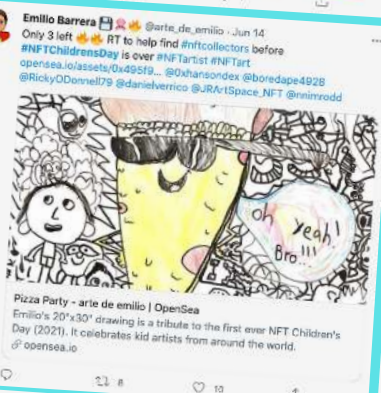 Emilio Barrera @arte_de_emilio · Jun 14
Only 3 left RT to help find #nftcollectors before
#NFTChildrensDay is over #NFTartist #NFTart
opensea.io/assets/0x495f9... @0xhansondex @boredape4928
@RickyODonnell79 @danielverrico @JRArtSpace_NFT @nnimrodd
oh yeah!
Bro...!!!
Pizza Party - arte de emilio | OpenSea
Emilio's 20"x30" drawing is a tribute to the first ever NFT Children's
Day (2021). It celebrates kid artists from around the world.
opensea.io
8
10